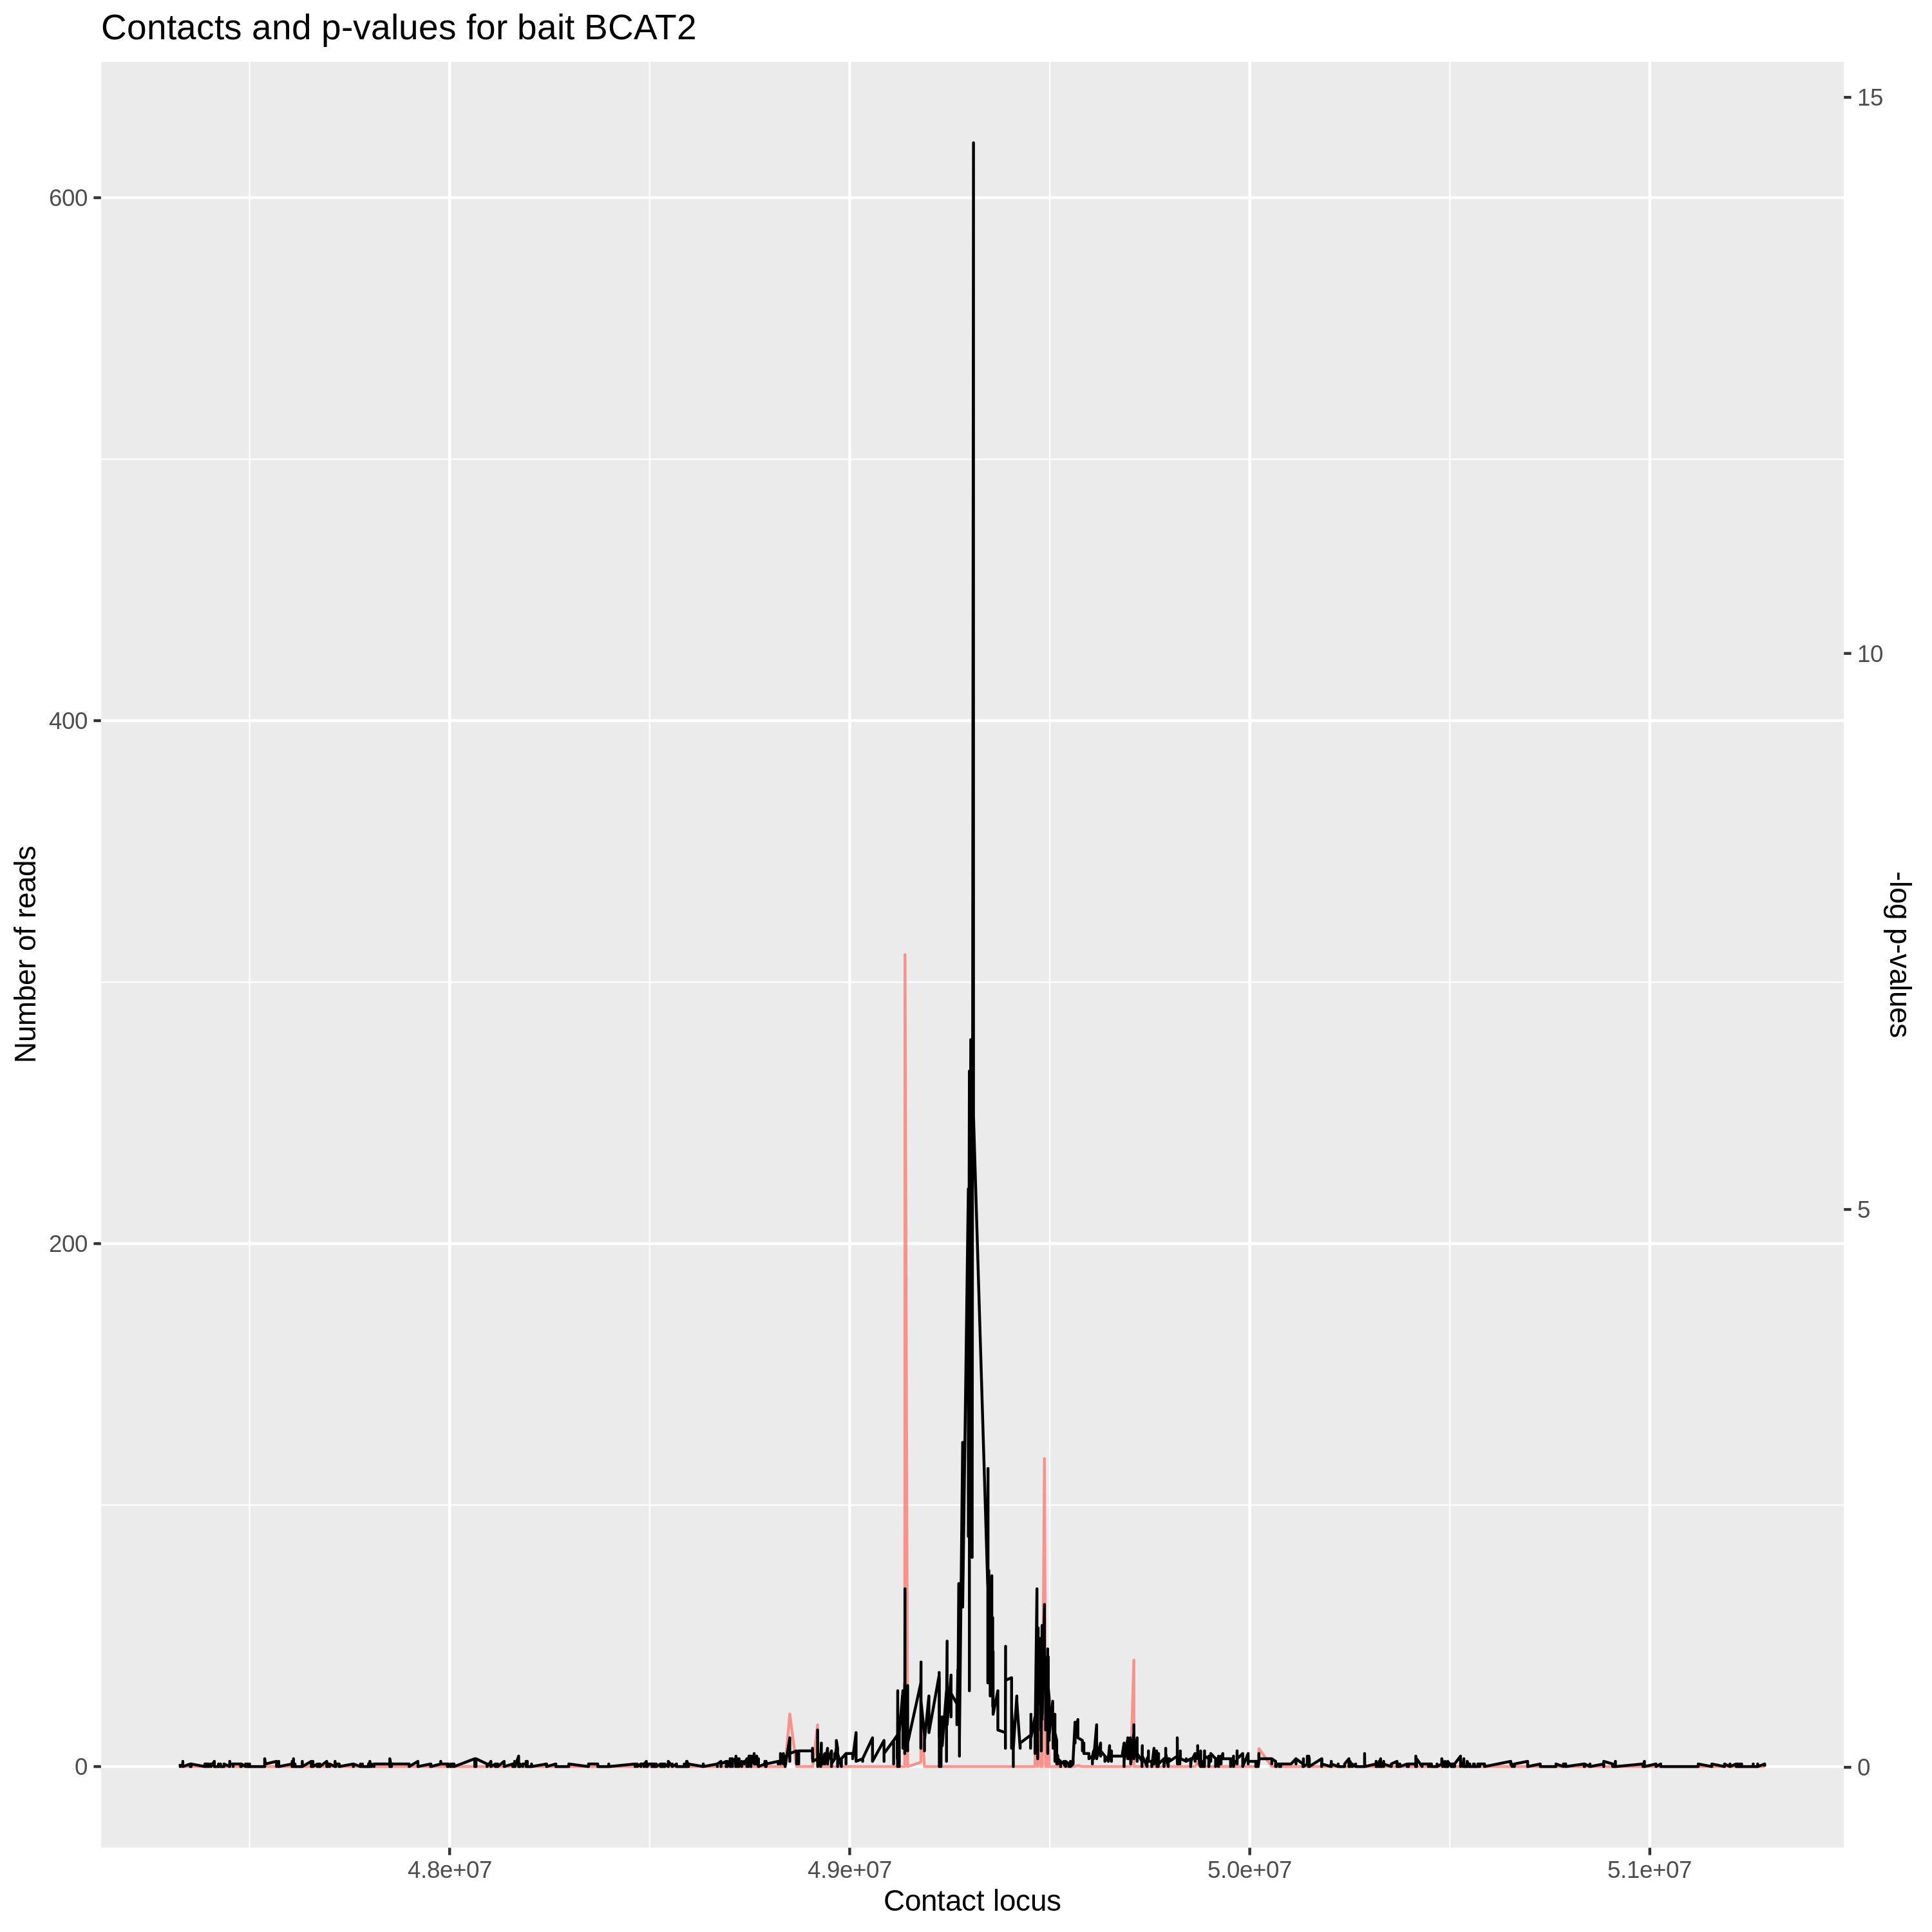 Contacts and p-values for bait BCAT2
15
600
10
400
Number of reads
-log p-values
5
200
0
0
4.8e+07
4.9e+07
5.0e+07
5.1e+07
Contact locus